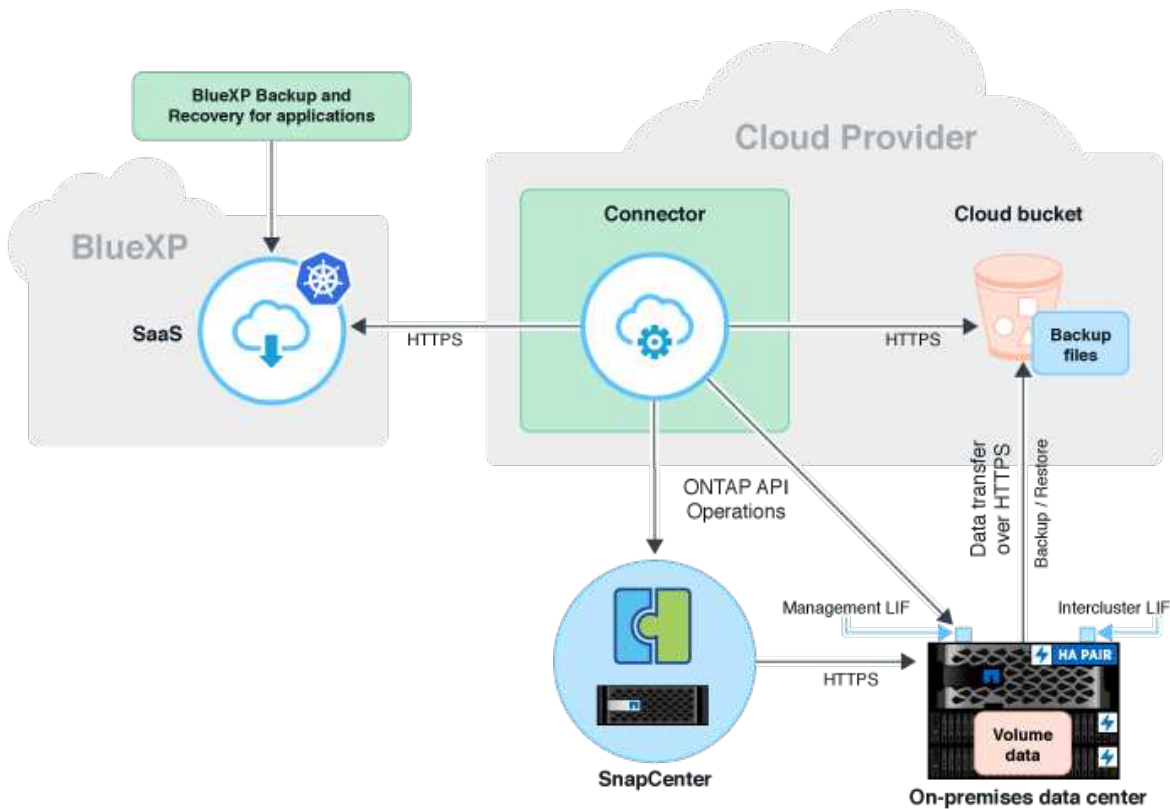 BlueXP Backup and
Recovery for applications
Cloud Provider
BlueXP
Connector
Cloud bucket
SaaS
HTTPS
HTTPS
Backup
files
ONTAP API
Operations
Data transfer
over HTTPS
Backup / Restore
Management LIF
Intercluster LIF
HA PAIR
HTTPS
Volume
data
SnapCenter
On-premises data center